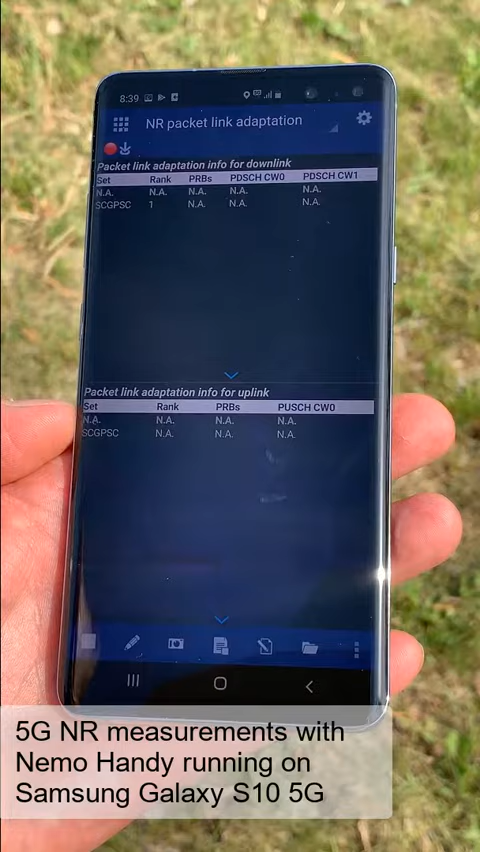 8:39
NR packet link adaptation
Packet link adaptation info for downlink
Set Rank PRBs PDSCH CW0 PDSCH CW1
N.A. N.A. N.A. N.A. N.A.
SCGPSC 1 N.A. N.A. N.A.
Packet link adaptation info for uplink
Set Rank PRBs PUSCH CW0
N.A. N.A. N.A. N.A.
SCGPSC N.A. N.A. N.A.
5G NR measurements with
Nemo Handy running on
Samsung Galaxy S10 5G